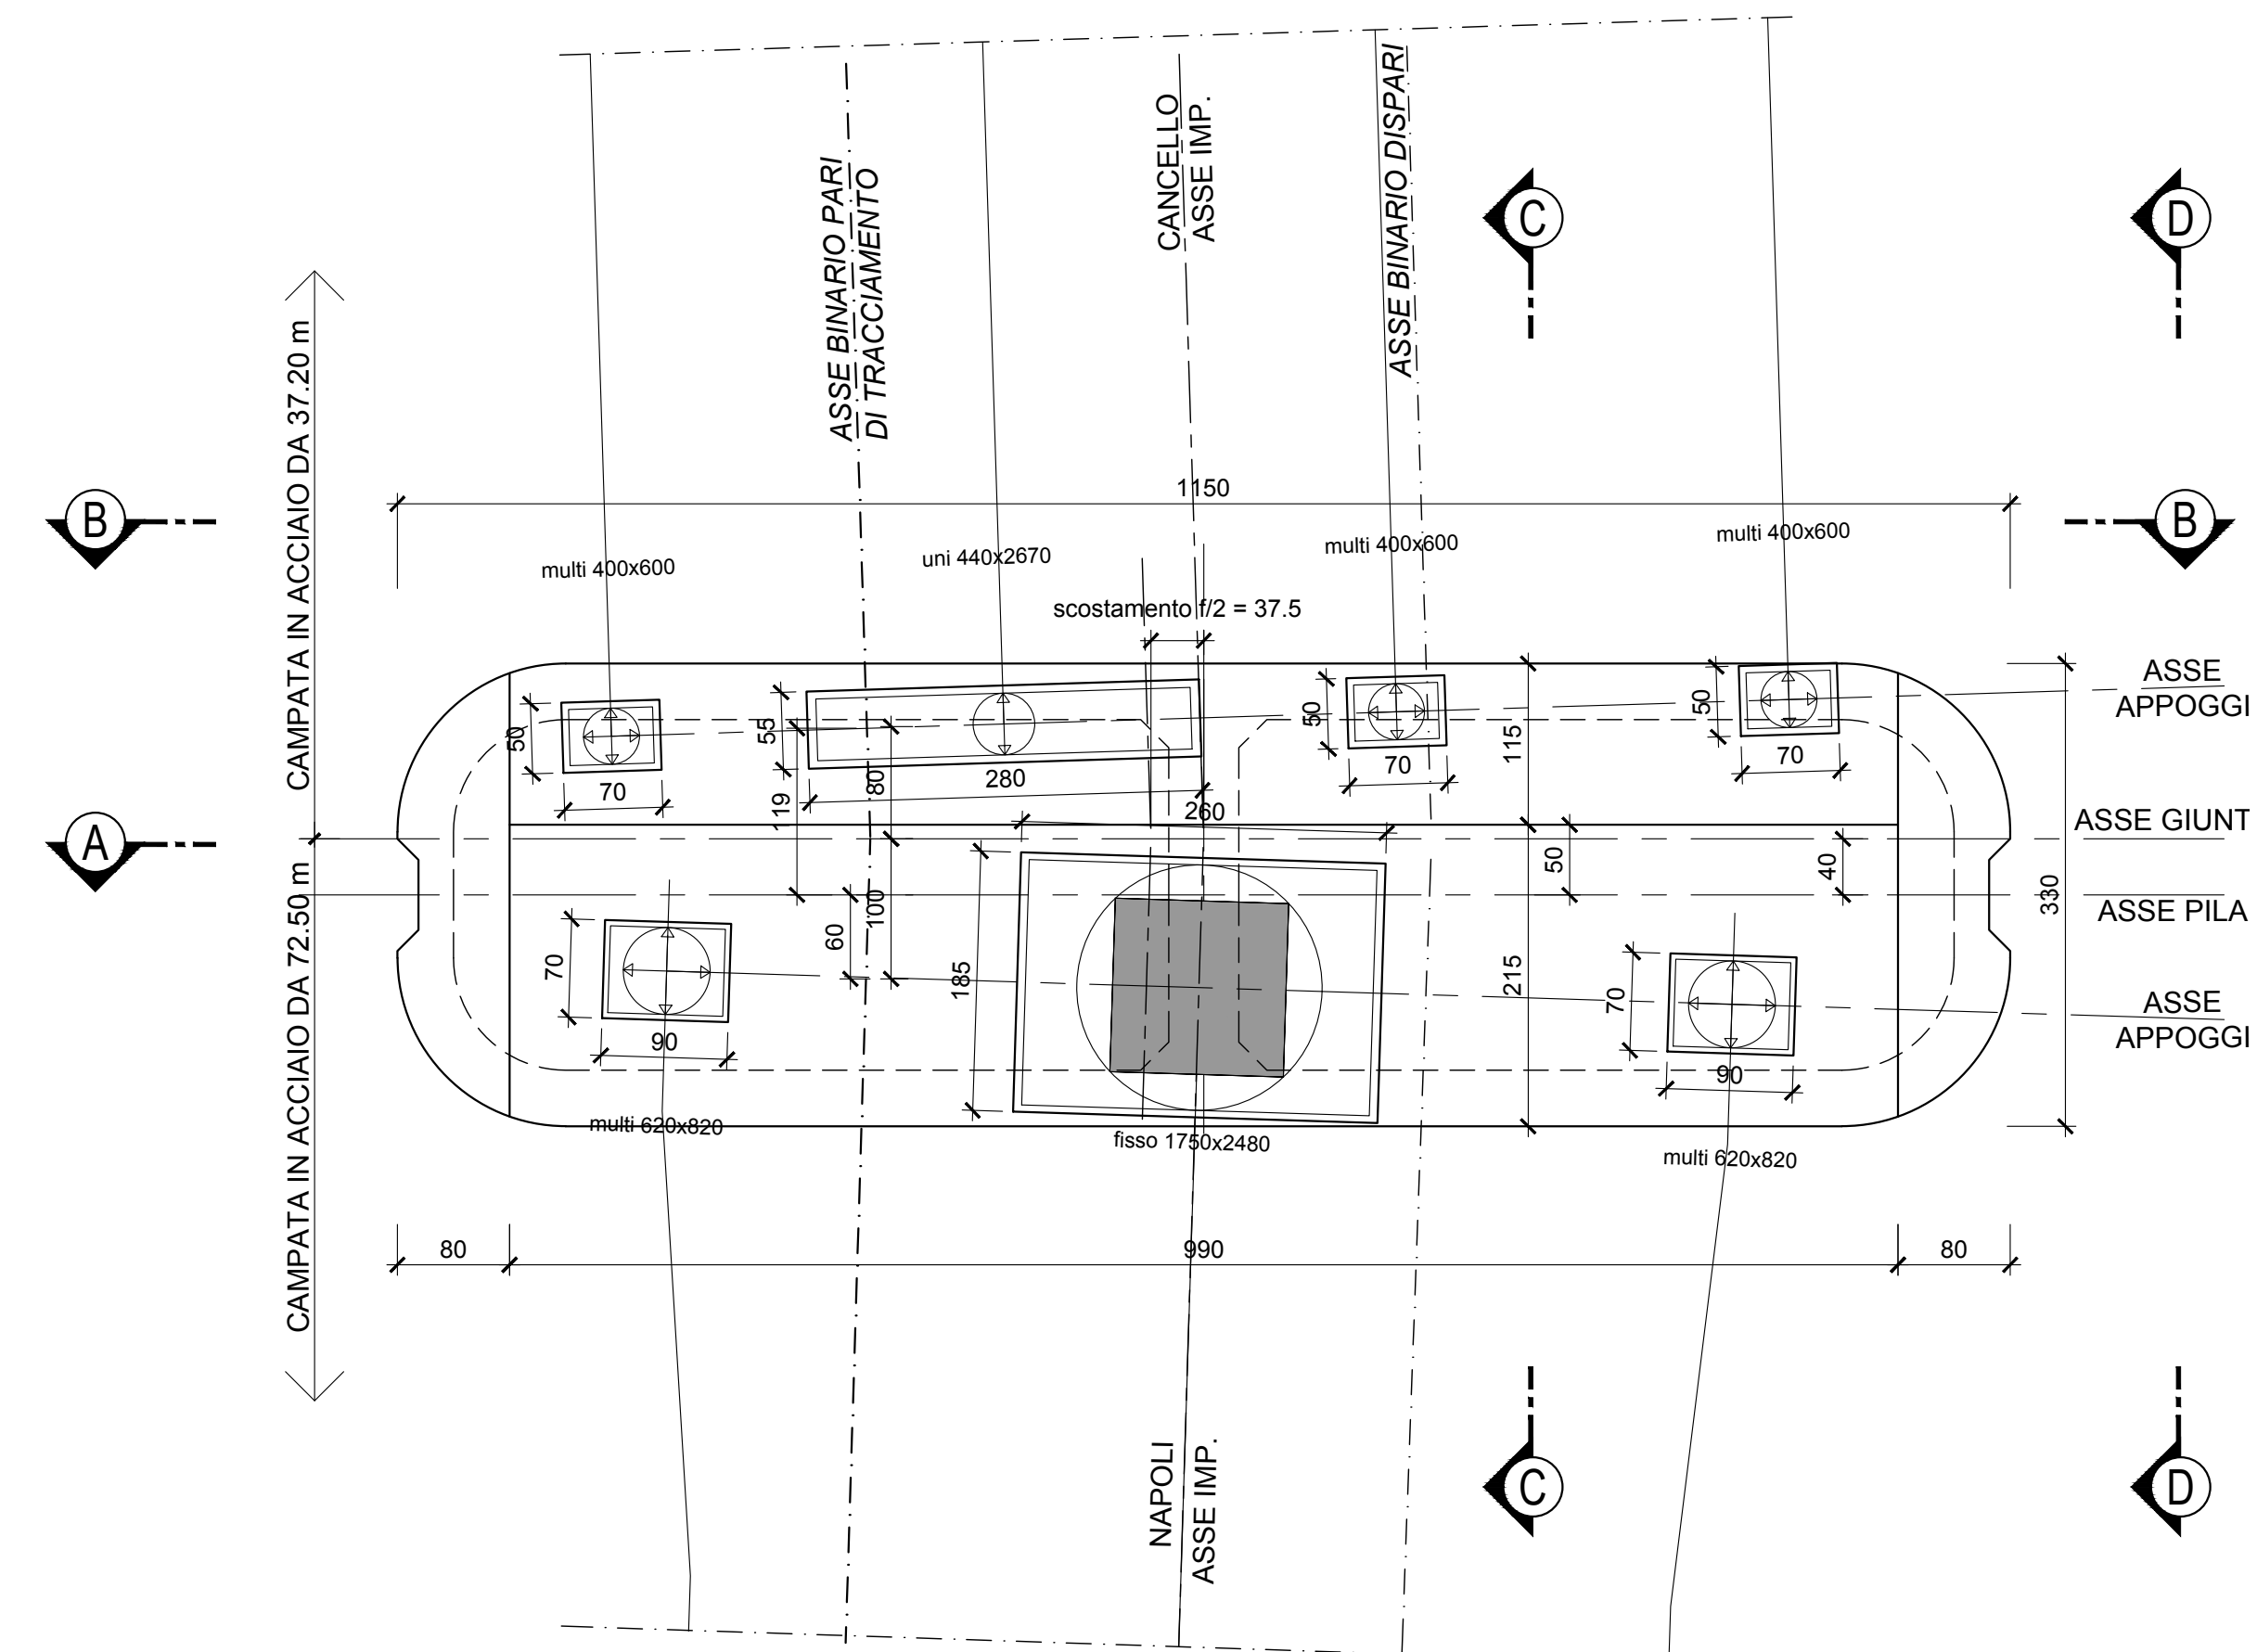 CAMPATA IN ACCIAIO DA 37.20 m
CAMPATA IN ACCIAIO DA 72.50 m
ASSE BINARIO PARI
DI TRACCIAMENTO
CANCELLO
ASSE IMP.
ASSE BINARIO DISPARI
C
D
B
B
A
1150
multi 400x600
uni 440x2670
multi 400x600
multi 400x600
scostamento f/2 = 37.5
50
70
55
280
50
70
50
70
115
119
80
260
100
60
50
40
330
185
215
70
90
70
90
ASSE
APPOGGI
ASSE GIUNT
ASSE PILA
ASSE
APPOGGI
multi 620x820
fisso 1750x2480
multi 620x820
80
990
80
NAPOLI
ASSE IMP.
C
D